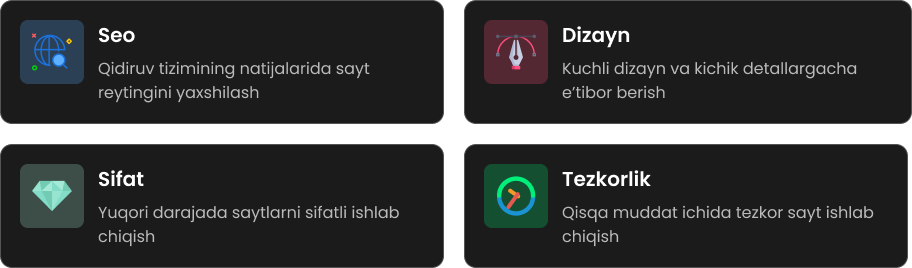 Seo
Qidiruv tizimining natijalarida sayt
reytingini yaxshilash
Dizayn
Kuchli dizayn va kichik detallargacha
e’tibor berish
Sifat
Yuqori darajada saytlarni sifatli ishlab
chiqish
Tezkorlik
Qisqa muddat ichida tezkor sayt ishlab
chiqish